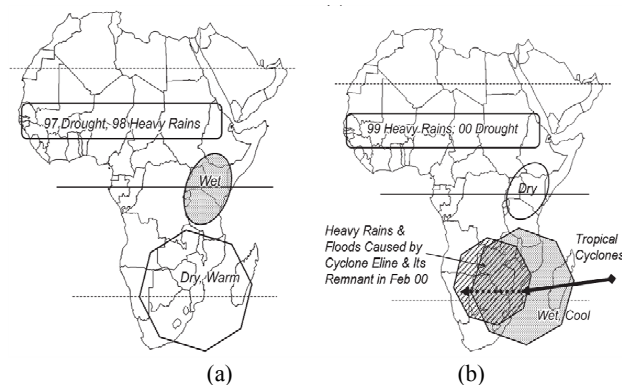 97 Drought, 98 Heavy Rains
Wet
Dry, Warm
(a)
99 Heavy Rains, 00 Drought
Dry
Heavy Rains &
Floods Caused by
Cyclone Eline & Its
Remnant in Feb 00
Tropical
Cyclones
Wet, Cool
(b)